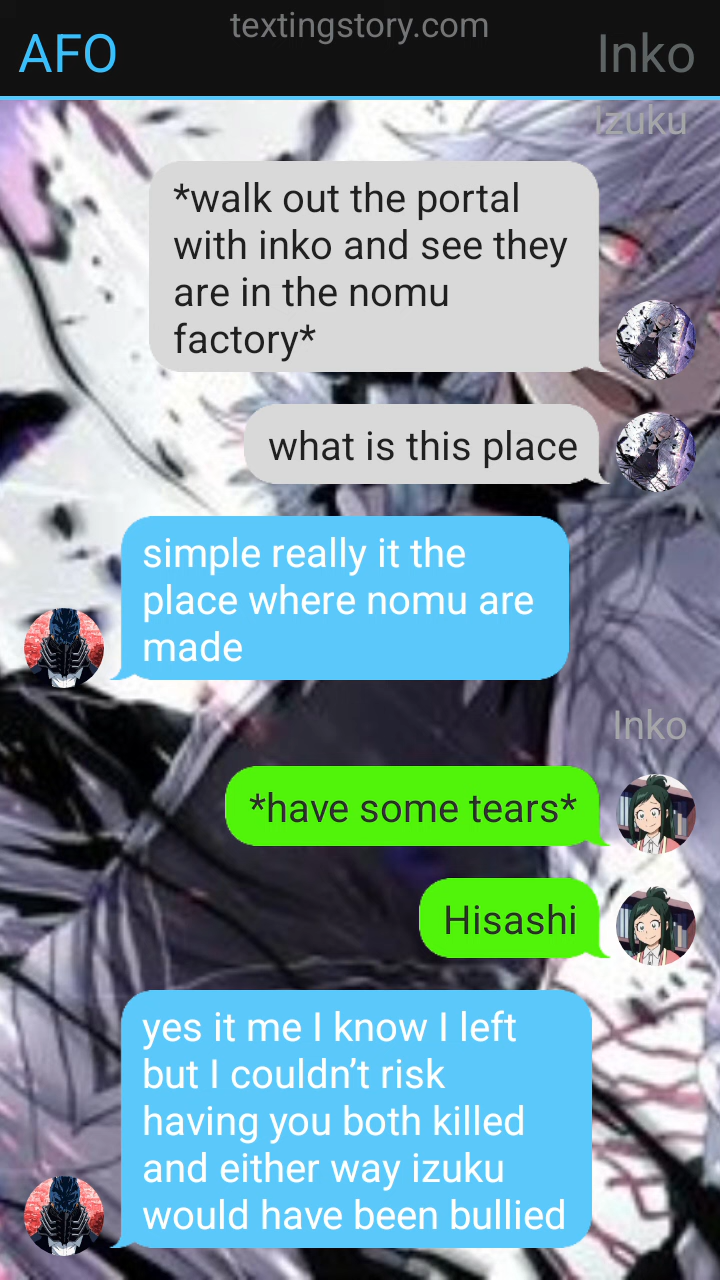 textingstory.com
AFO
Inko
Izuku
*walk out the portal
with inko and see they
are in the nomu
factory*
what is this place
simple really it the
place where nomu are
made
Inko
*have some tears*
Hisashi
yes it me I know I left
but I couldn't risk
having you both killed
and either way izuku
would have been bullied